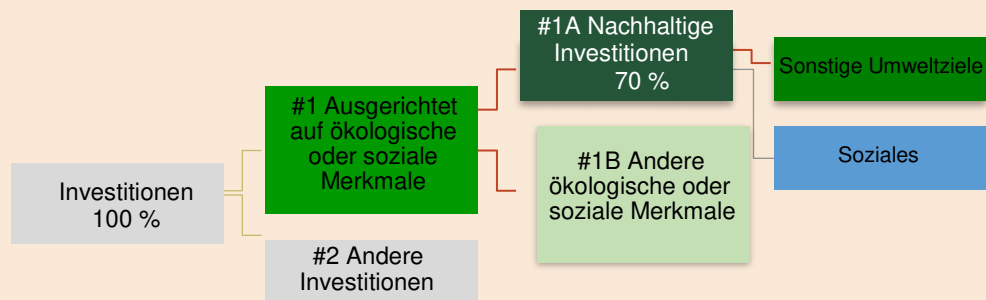 Investitionen
100 %
#1 Ausgerichtet
auf ökologische
oder soziale
Merkmale
#2 Andere
Investitionen
#1A Nachhaltige
Investitionen
70 %
#1B Andere
ökologische oder
soziale Merkmale
Sonstige Umweltziele
Soziales